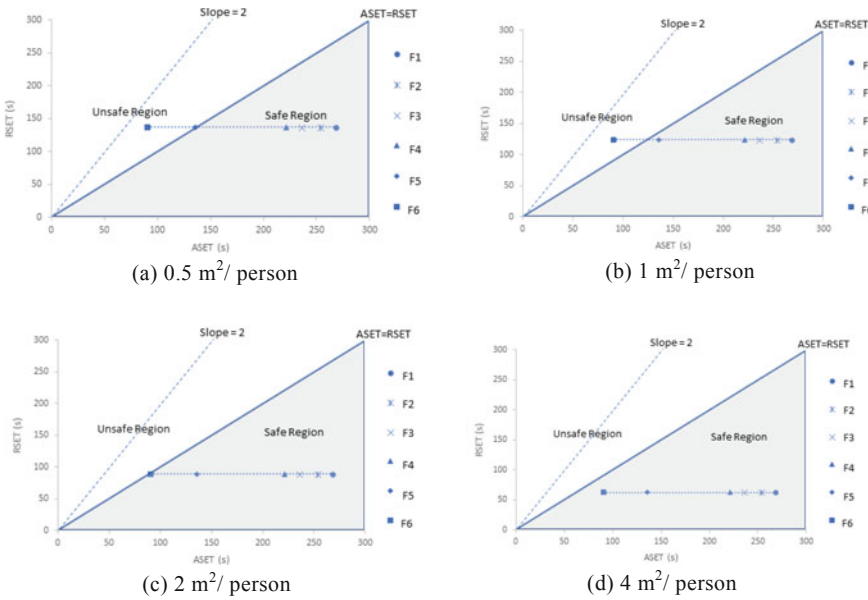 Slope = 2
ASET=RSET
300
250
200
150
100
50
0
RSET (s)
Unsafe Region
Safe Region
0 50 100 150 200 250 300
ASET (s)
F1
F2
F3
F4
F5
F6
(a) 0.5 m²/ person
Slope = 2
ASET=RSET
300
250
200
150
100
50
0
RSET (s)
Unsafe Region
Safe Region
0 50 100 150 200 250 300
ASET (s)
F
F
F
F
F
F6
(b) 1 m²/ person
Slope = 2
ASET=RSET
300
250
200
150
100
50
0
RSET (s)
Unsafe Region
Safe Region
0 50 100 150 200 250 300
ASET (s)
F1
F2
F3
F4
F5
F6
(c) 2 m²/ person
Slope = 2
ASET=RSET
300
250
200
150
100
50
0
RSET (s)
Unsafe Region
Safe Region
0 50 100 150 200 250 300
ASET (s)
F1
F2
F3
F4
F5
F6
(d) 4 m²/ person